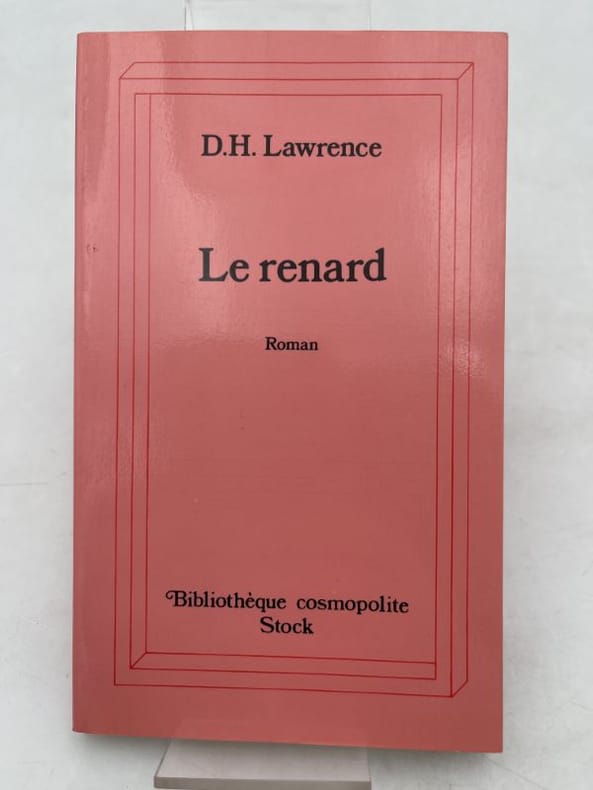 D.H. Lawrence
Le renard
Roman
Bibliothèque cosmopolite
Stock